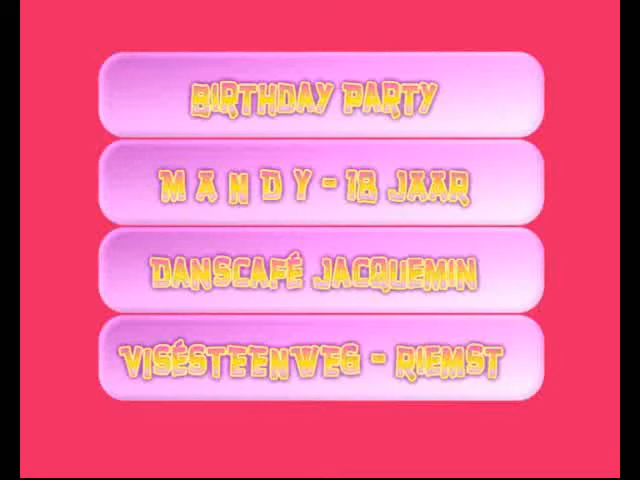 BIRTHDAY PARTY
M A N D Y - 18 JAAR
DANSCAFÉ JACQUEMIN
VISÉSTEENWEG - RIEMST